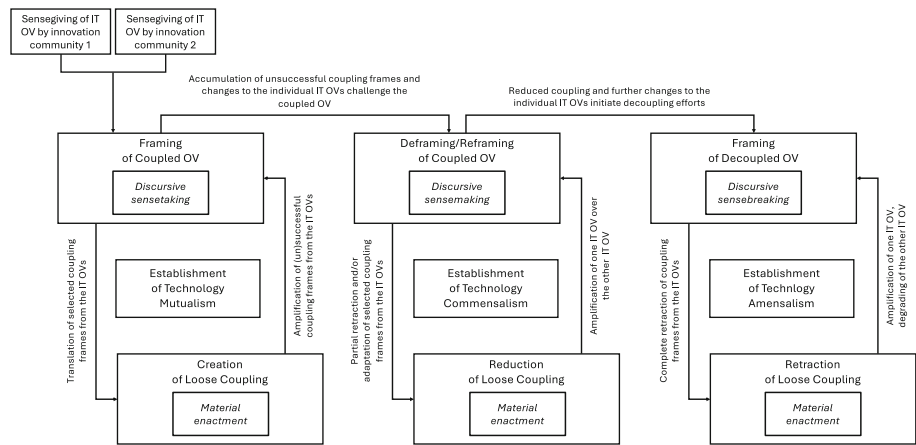 Sensegiving of IT
OV by innovation
community 1
Sensegiving of IT
OV by innovation
community 2
Accumulation of unsuccessful coupling frames and
changes to the individual IT OVs challenge the
coupled OV
Reduced coupling and further changes to the
individual IT OVs initiate decoupling efforts
Framing
of Coupled OV
Discursive
sensetaking
Translation of selected coupling
frames from the IT OVs
Establishment
of Technology
Mutualism
Amplification of (un)successful
coupling frames from the IT OVs
Creation
of Loose Coupling
Material
enactment
Deframing/Reframing
of Coupled OV
Discursive
sensemaking
Partial retraction and/or
adaptation of selected coupling
frames from the IT OVs
Establishment
of Technology
Commensalism
Amplification of one IT OV over
the other IT OV
Reduction
of Loose Coupling
Material
enactment
Framing
of Decoupled OV
Discursive
sensebreaking
Complete retraction of coupling
frames from the IT OVs
Establishment
of Technology
Amensalism
Amplification of one IT OV,
degrading of the other IT OV
Retraction
of Loose Coupling
Material
enactment